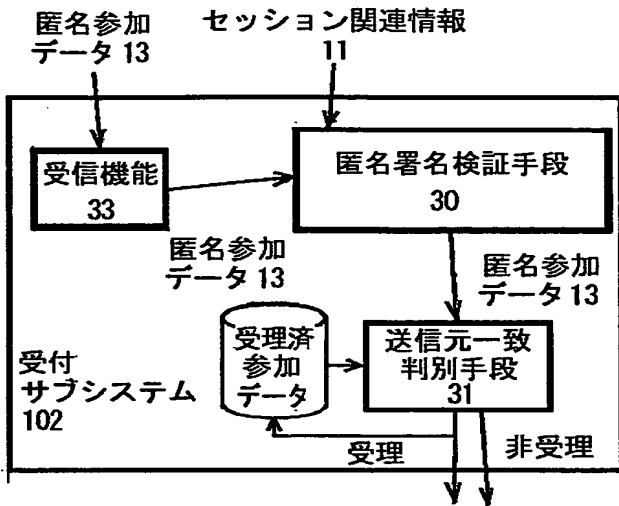 匿名参加
データ 13
セッション関連情報
11
受信機能
33
匿名署名検証手段
30
匿名参加
データ 13
匿名参加
データ 13
受理済
参加
データ
送信元一致
判別手段
31
受付
サブシステム
102
受理
非受理